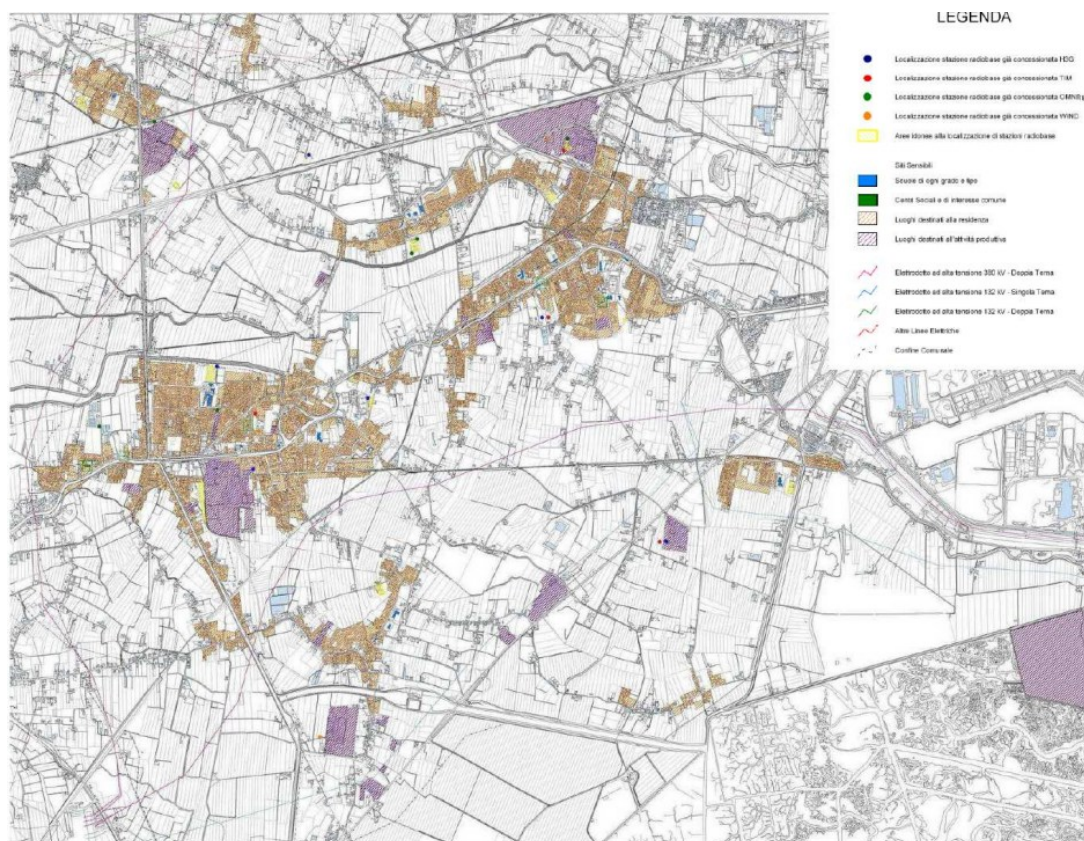 LEGENDA
Localizzazione stazione radiobase già concessionata H3G
Localizzazione stazione radiobase già concessionata TIM
Localizzazione stazione radiobase già concessionata
Localizzazione stazione radiobase già concessionata WIND
Aree idonee alla localizzazione di stazioni radiobase
Siti Sensibili
Scuole di ogni grado e tipo
Centri Sociali e di interesse comune
Luoghi destinati alla residenza
Luoghi destinati all'attività produttiva
Elettrodotto ad alta tensione 380 kV - Doppia Terna
Elettrodotto ad alta tensione 132 kV - Singola Terna
Elettrodotto ad alta tensione 132 kV - Doppia Terna
Altre Linee Elettriche
Confine Comunale